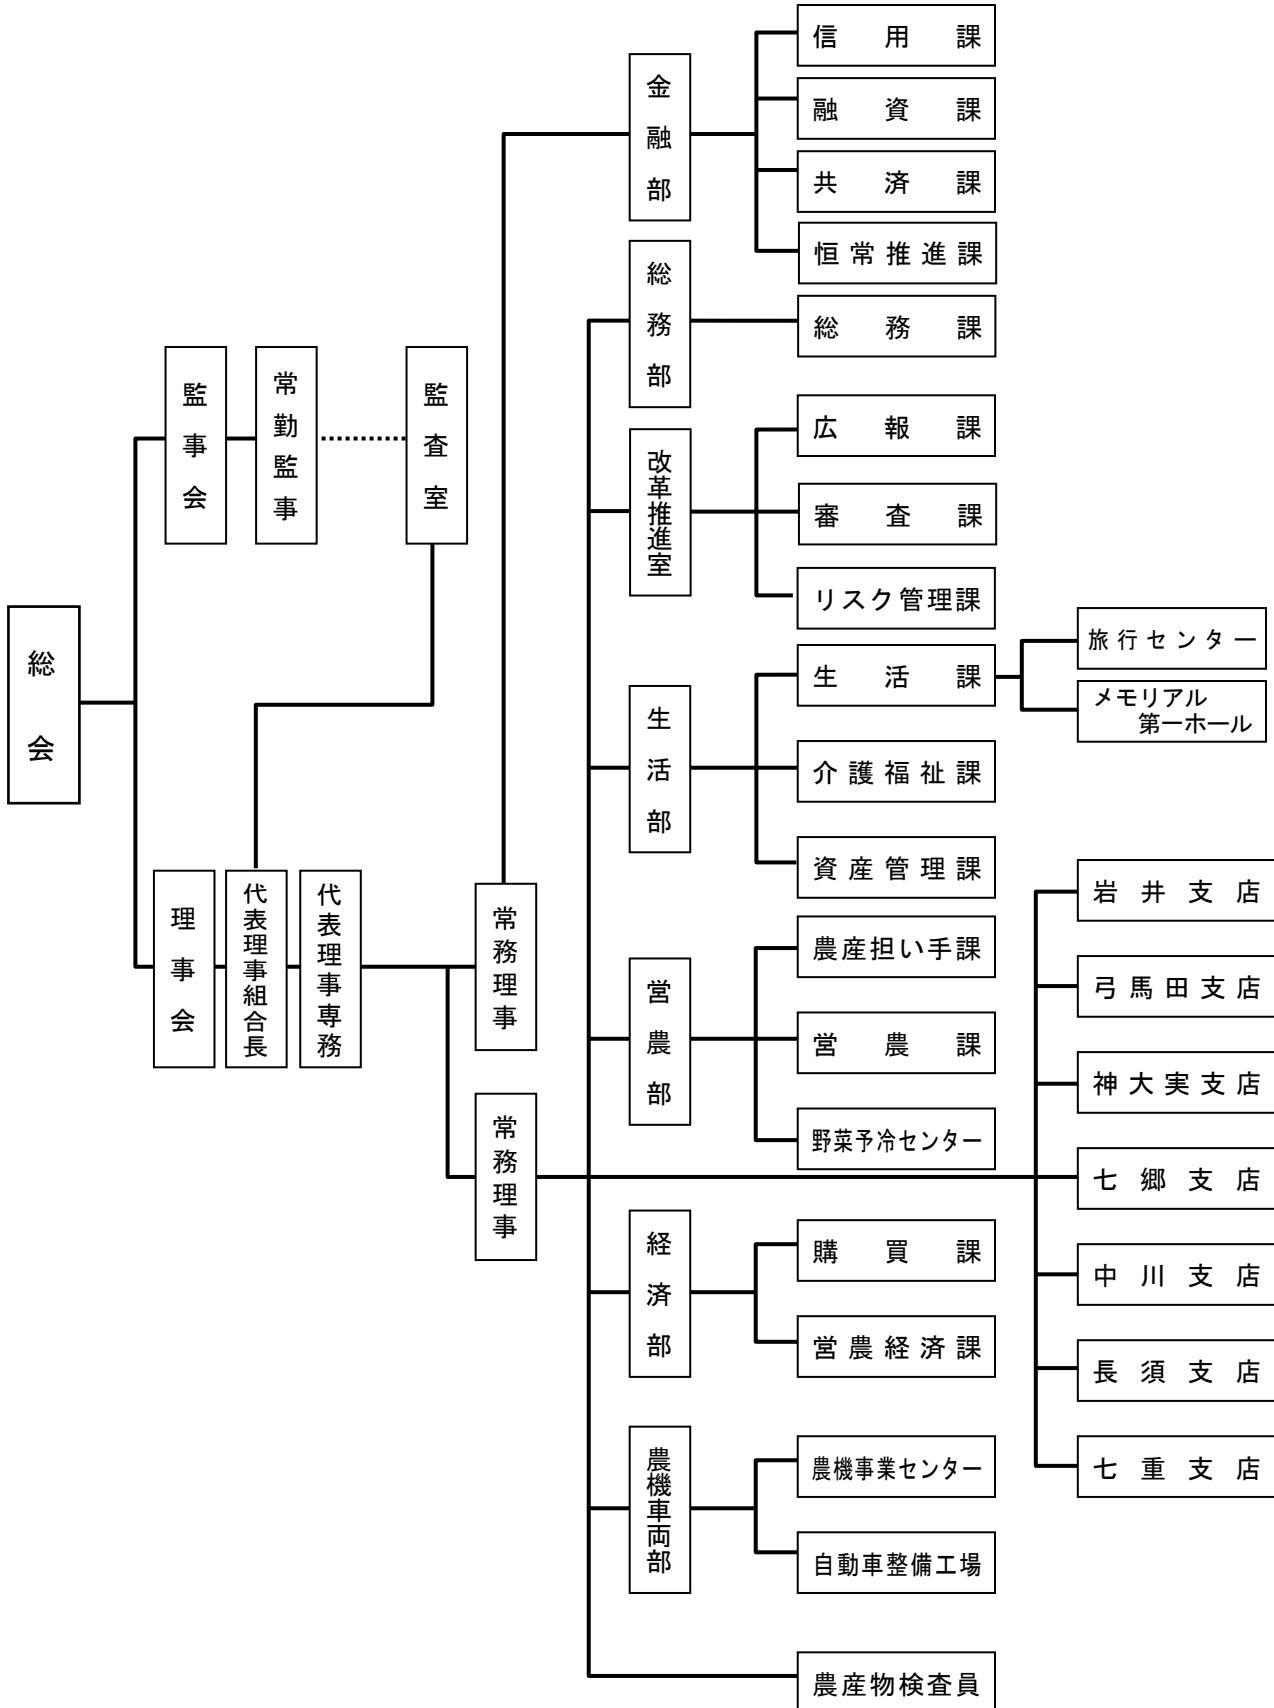 総会
監事会
常勤監事
監査室
理事会
代表理事組合長
代表理事専務
常務理事
常務理事
金融部
信用課
融資課
共済課
恒常推進課
総務部
総務課
改革推進室
広報課
審査課
リスク管理課
生活部
生活課
旅行センター
メモリアル
第一ホール
介護福祉課
資産管理課
営農部
農産担い手課
営農課
野菜予冷センター
経済部
購買課
営農経済課
農機車両部
農機事業センター
自動車整備工場
農産物検査員
岩井支店
弓馬田支店
神大実支店
七郷支店
中川支店
長須支店
七重支店